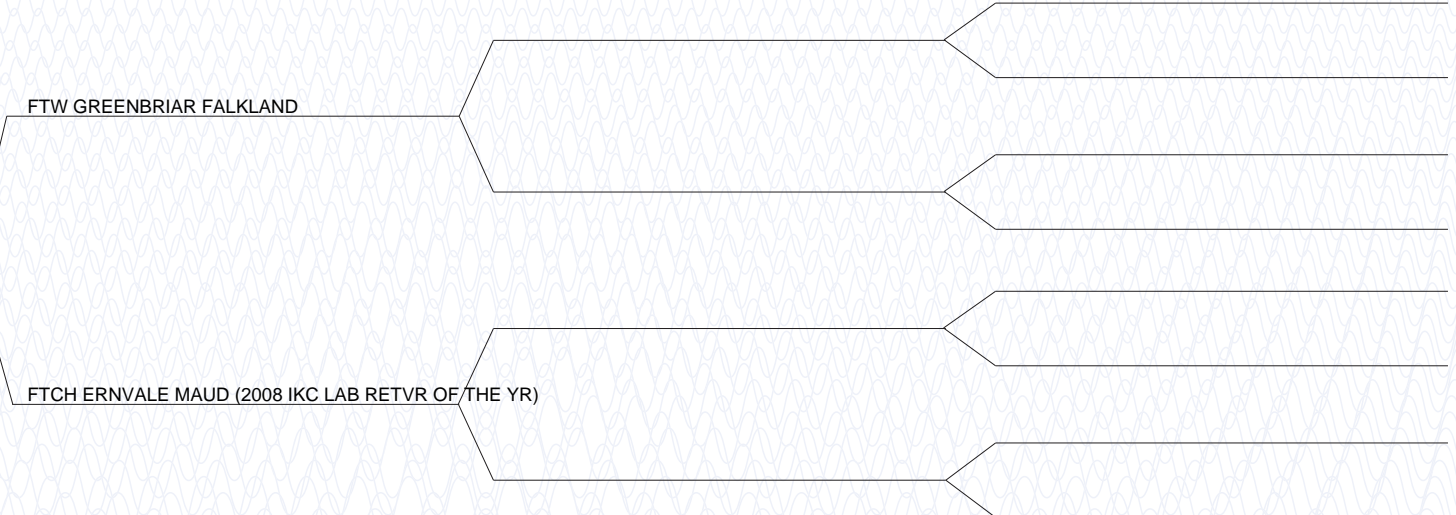 FTW GREENBRIAR FALKLAND
FTCH ERNVALE MAUD (2008 IKC LAB RETVR OF THE YR)